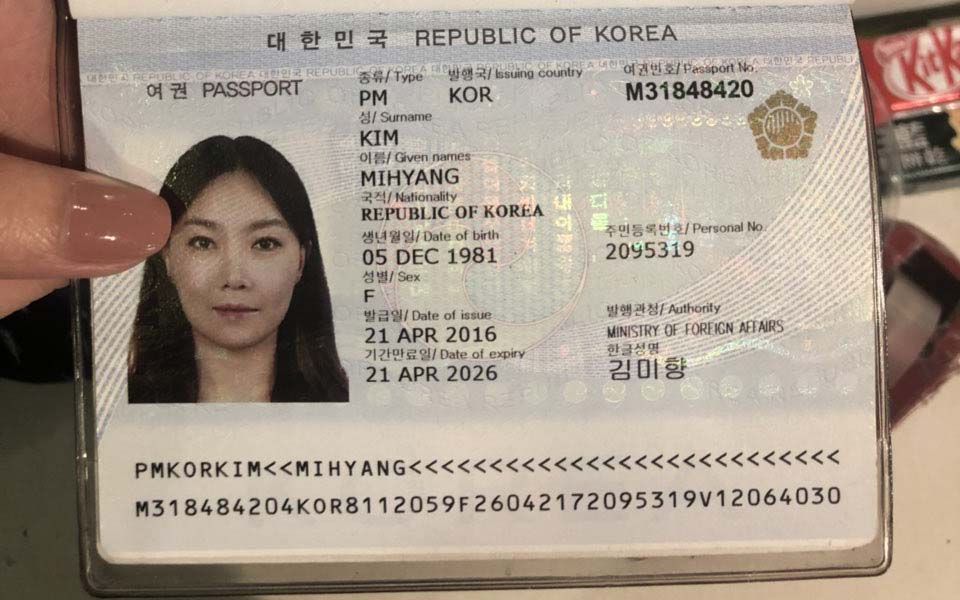 대한민국 REPUBLIC OF KOREA
여권 PASSPORT
종류/ Type 발행국/ Issuing country 여권번호/ Passport No.
PM KOR M31848420
성/ Surname
KIM
이름/ Given names
MIHYANG
국적/ Nationality
REPUBLIC OF KOREA
생년월일/ Date of birth 주민등록번호/ Personal No.
05 DEC 1981 2095319
성별/ Sex
F
발급일/ Date of issue 발행관청/ Authority
21 APR 2016 MINISTRY OF FOREIGN AFFAIRS
기간만료일/ Date of expiry 한글성명
21 APR 2026 김미향
PMKORKIM<<MIHYANG<<<<<<<<<<<<<<<<<<<<<<<<<<<
M318484204KOR8112059F26042172095319V12064030
KitKat